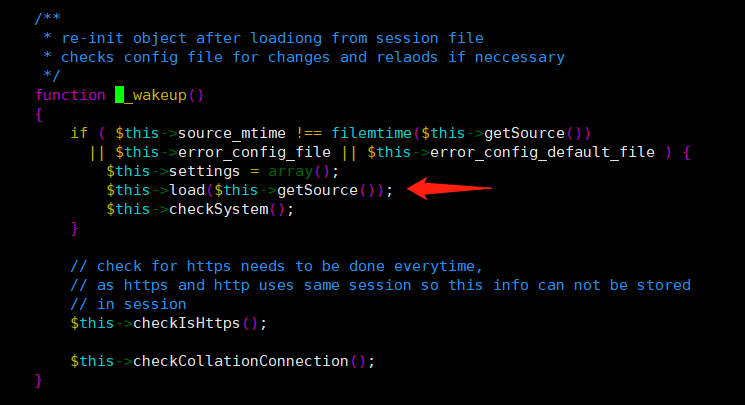 /**
 * re-init object after loadiong from session file
 * checks config file for changes and relaods if neccessary
 */
function __wakeup()
{
    if ( $this->source_mtime !== filemtime($this->getSource())
      || $this->error_config_file || $this->error_config_default_file ) {
        $this->settings = array();
        $this->load($this->getSource());
        $this->checkSystem();
    }

    // check for https needs to be done everytime,
    // as https and http uses same session so this info can not be stored
    // in session
    $this->checkIsHttps();

    $this->checkCollationConnection();
}